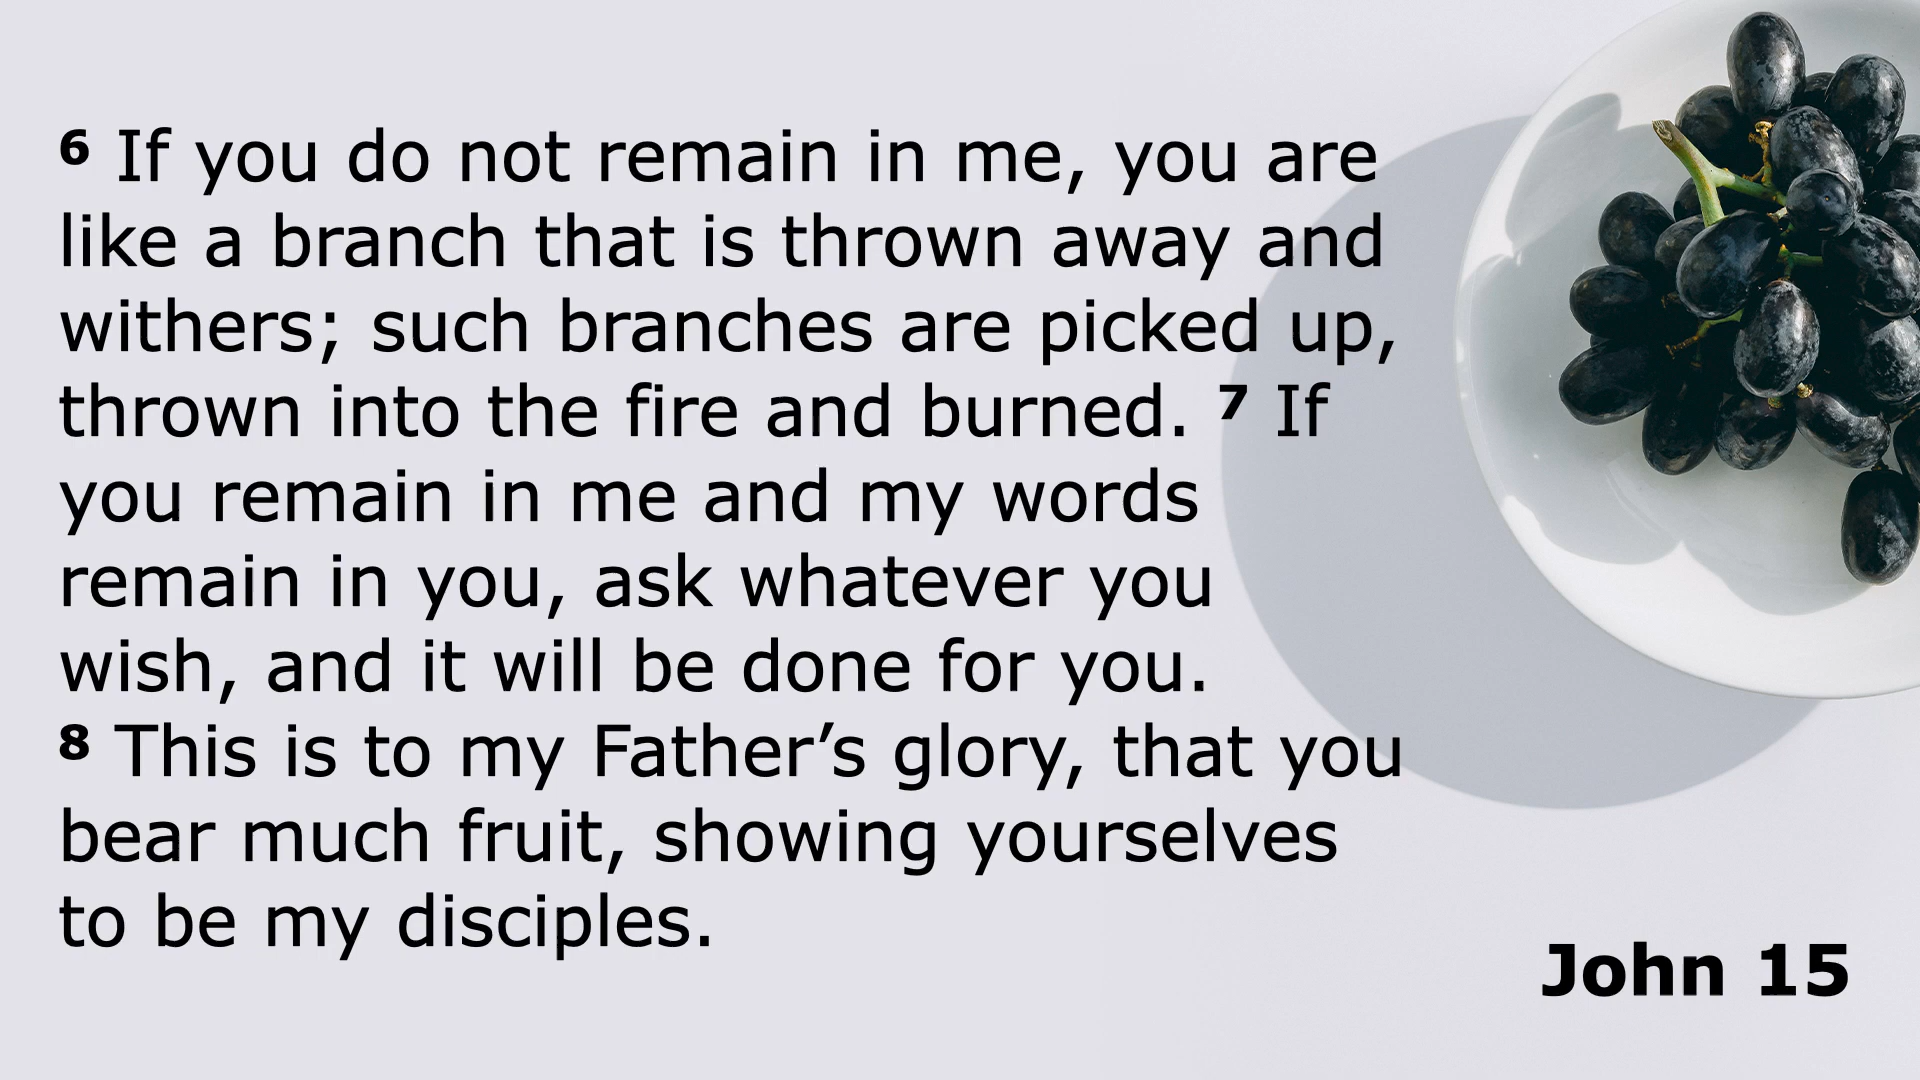 6 If you do not remain in me, you are
like a branch that is thrown away and
withers; such branches are picked up,
thrown into the fire and burned. 7 If
you remain in me and my words
remain in you, ask whatever you
wish, and it will be done for you.
8 This is to my Father’s glory, that you
bear much fruit, showing yourselves
to be my disciples.
John 15